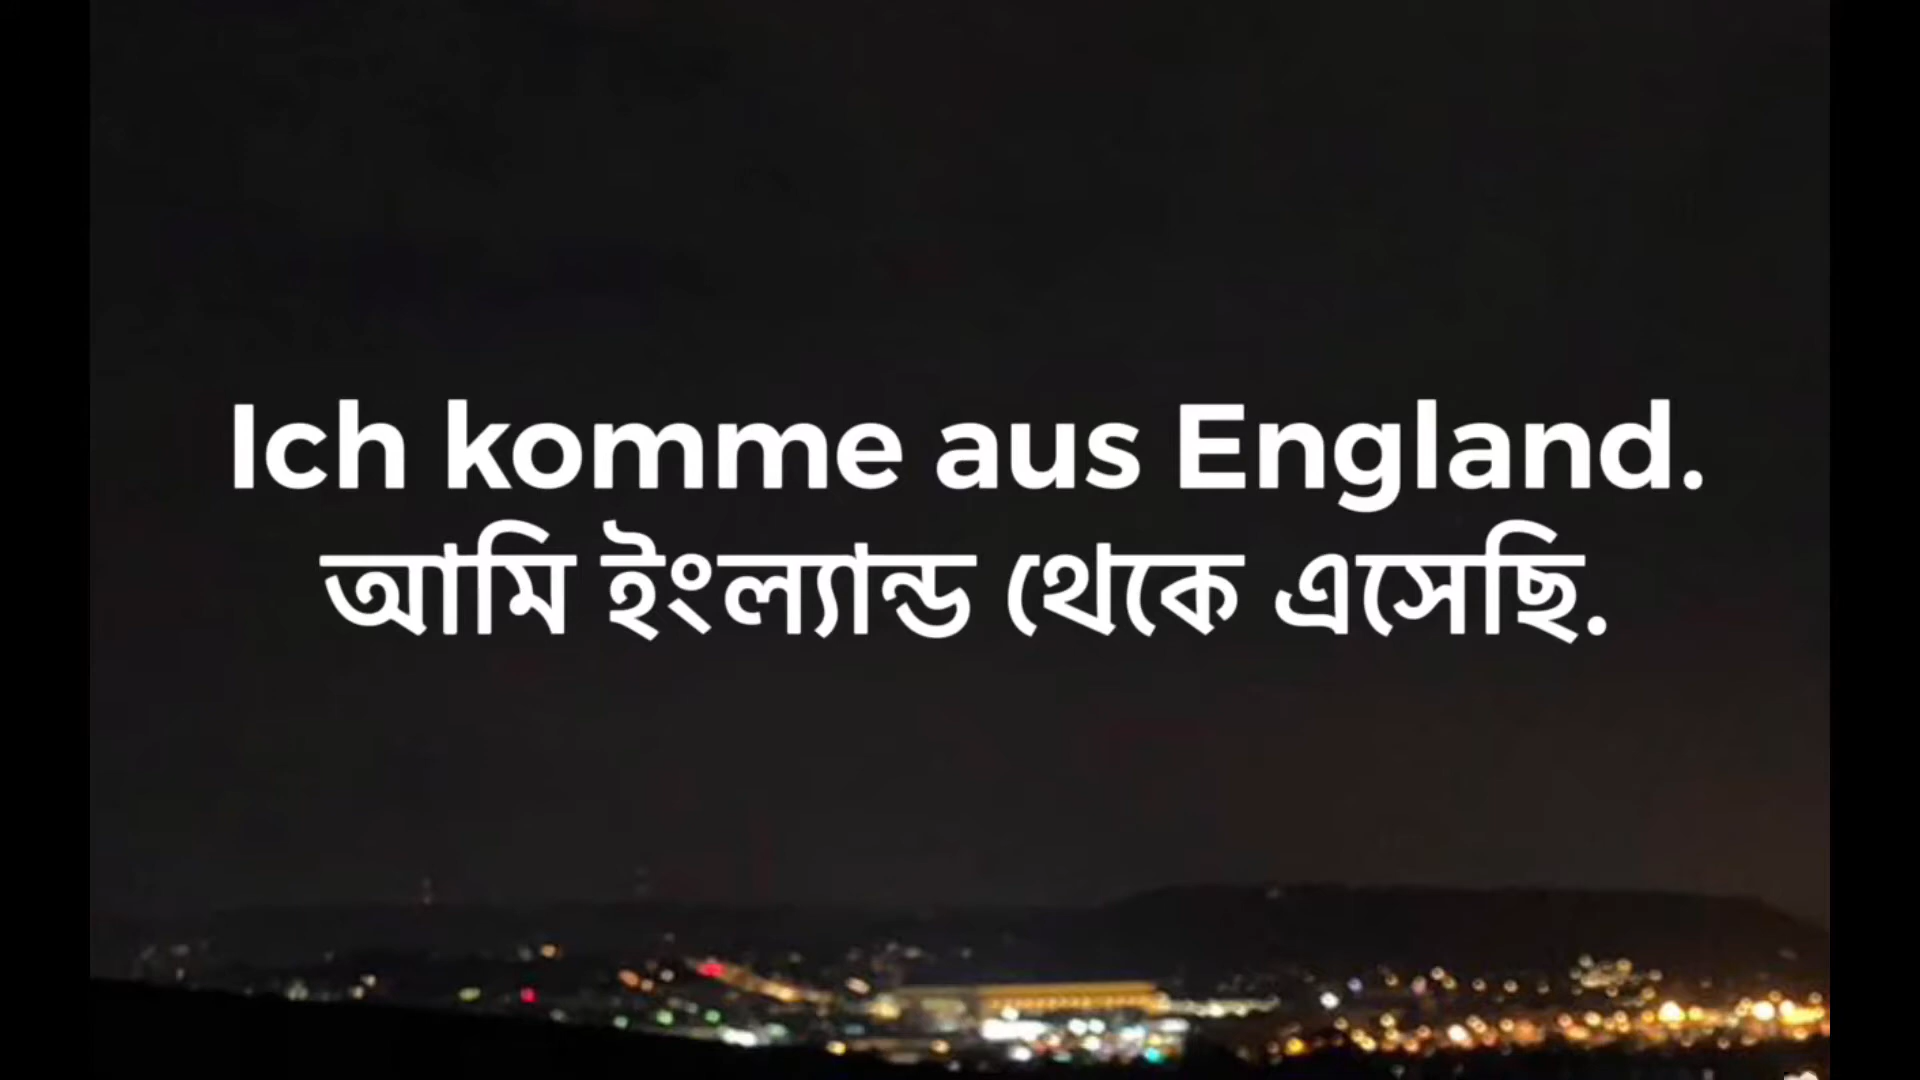 Ich komme aus England.
আমি ইংল্যান্ড থেকে এসেছি.